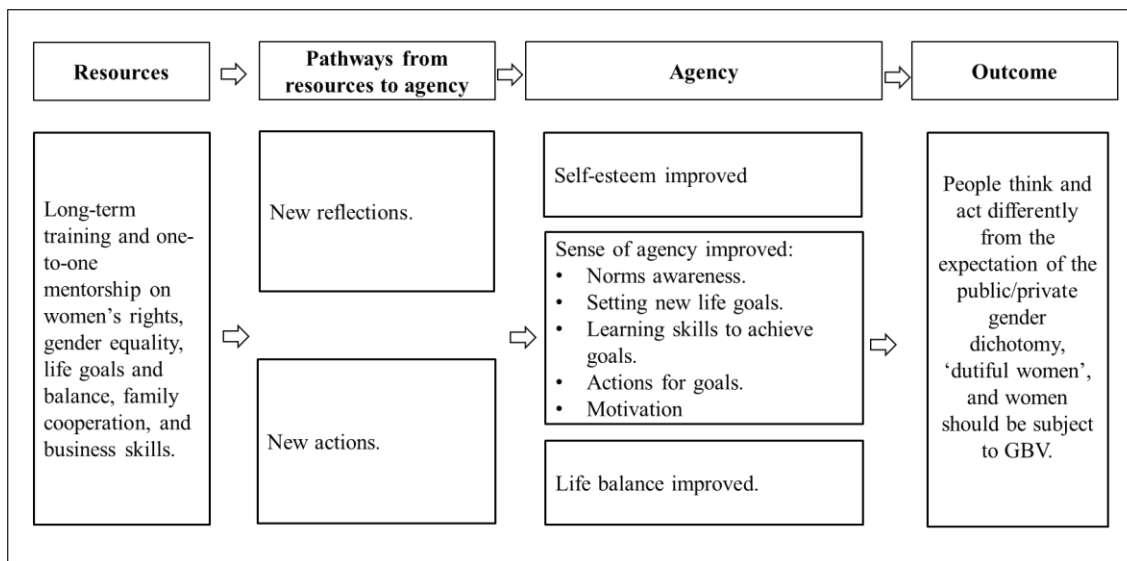 Resources
Pathways from
resources to agency
Agency
Outcome
Long-term
training and one-
to-one
mentorship on
women’s rights,
gender equality,
life goals and
balance, family
cooperation, and
business skills.
New reflections.
New actions.
Self-esteem improved
Sense of agency improved:
• Norms awareness.
• Setting new life goals.
• Learning skills to achieve
goals.
• Actions for goals.
• Motivation
Life balance improved.
People think and
act differently
from the
expectation of the
public/private
gender
dichotomy,
‘dutiful women’,
and women
should be subject
to GBV.